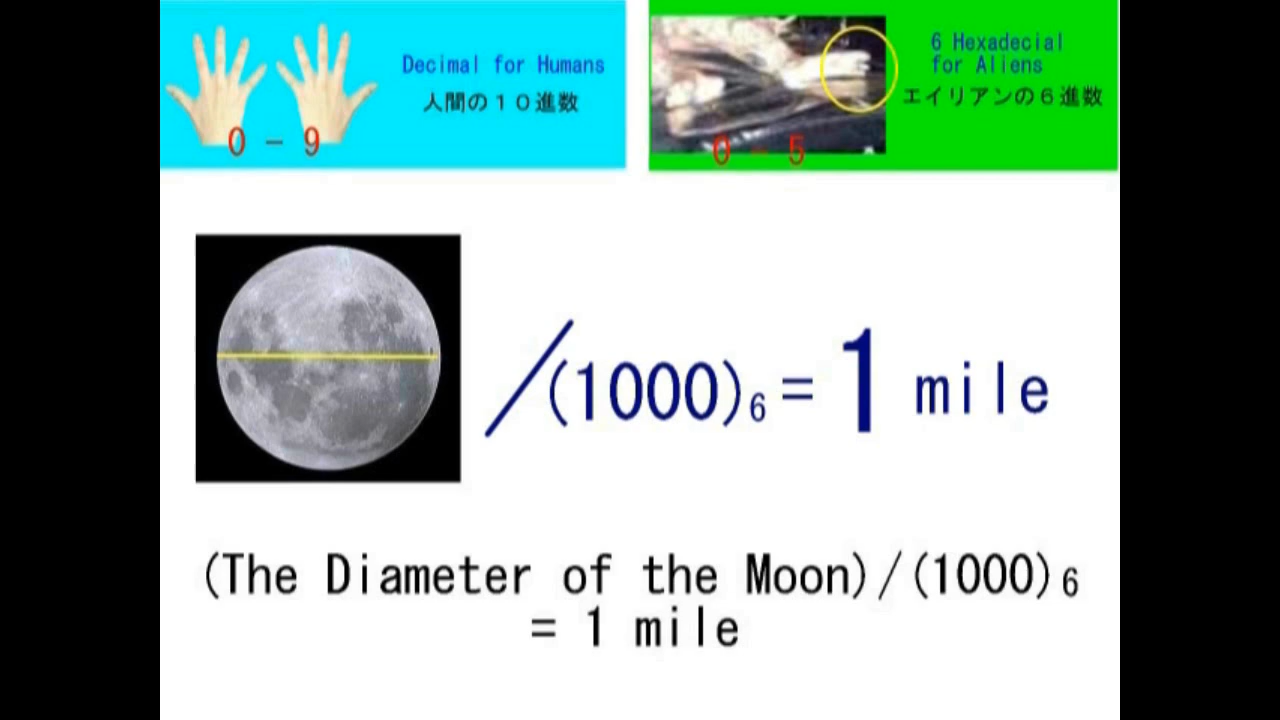 Decimal for Humans
人間の１０進数
0 - 9
6 Hexadecial
for Aliens
エイリアンの６進数
0 - 5
/(1000)6 = 1 mile
(The Diameter of the Moon)/(1000)6
= 1 mile